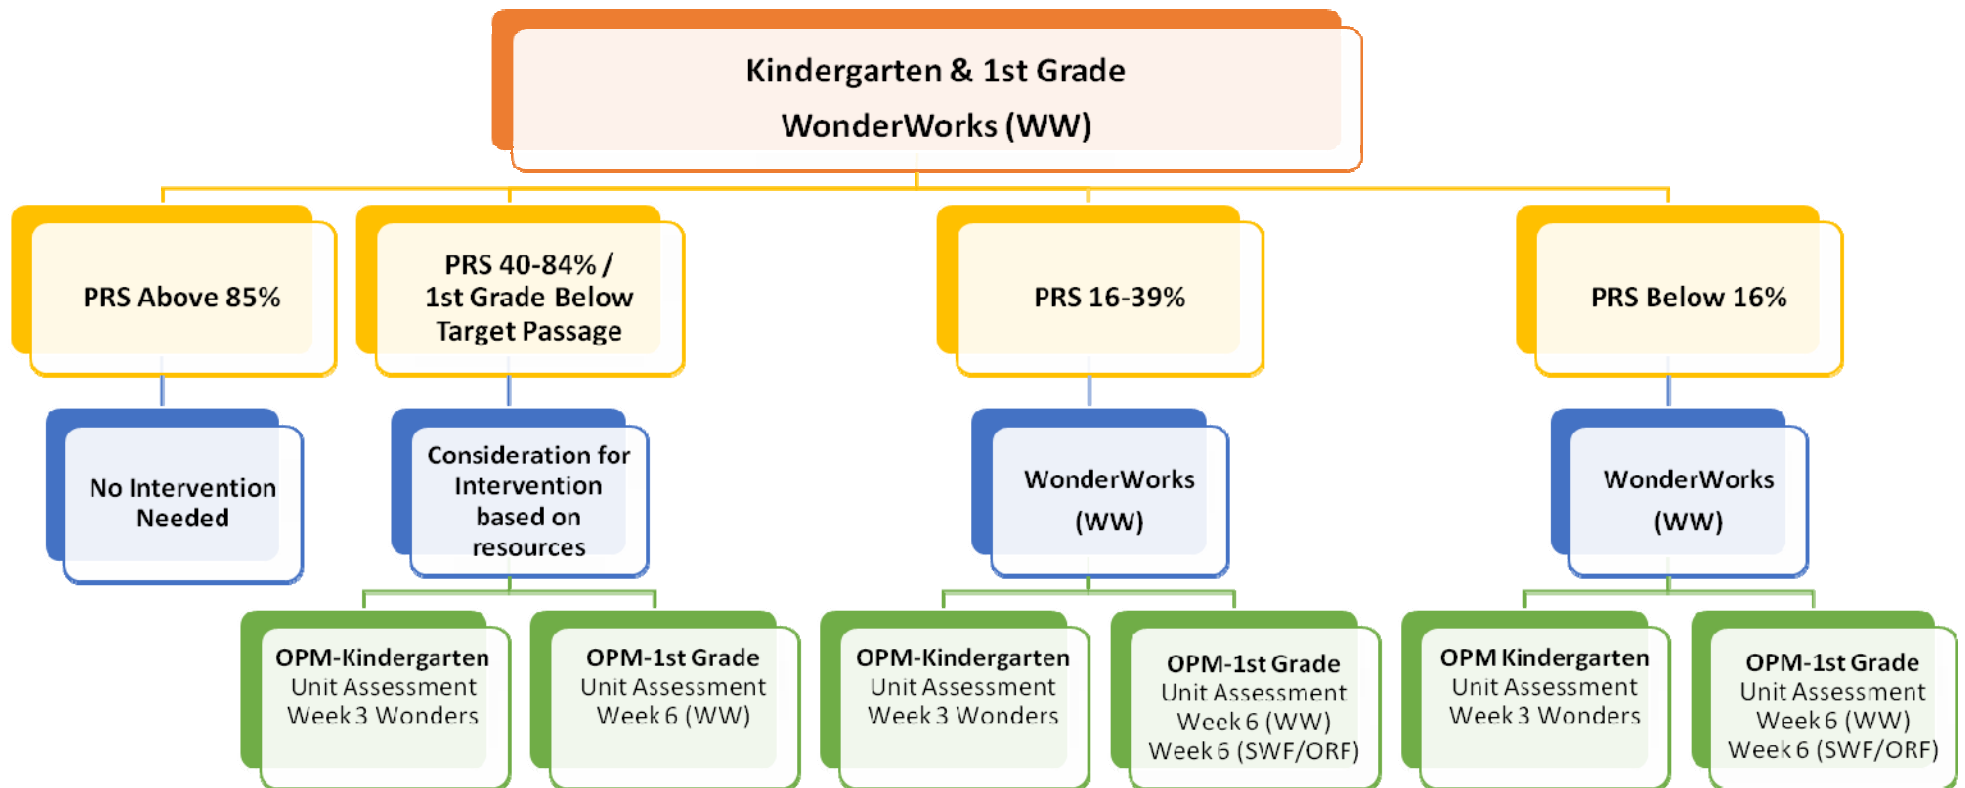 Kindergarten & 1st Grade
WonderWorks (WW)
PRS Above 85%
PRS 40-84% /
1st Grade Below
Target Passage
PRS 16-39%
PRS Below 16%
No Intervention
Needed
Consideration for
Intervention
based on
resources
WonderWorks
(WW)
WonderWorks
(WW)
OPM-Kindergarten
Unit Assessment
Week 3 Wonders
OPM-1st Grade
Unit Assessment
Week 6 (WW)
OPM-Kindergarten
Unit Assessment
Week 3 Wonders
OPM-1st Grade
Unit Assessment
Week 6 (WW)
Week 6 (SWF/ORF)
OPM Kindergarten
Unit Assessment
Week 3 Wonders
OPM-1st Grade
Unit Assessment
Week 6 (WW)
Week 6 (SWF/ORF)